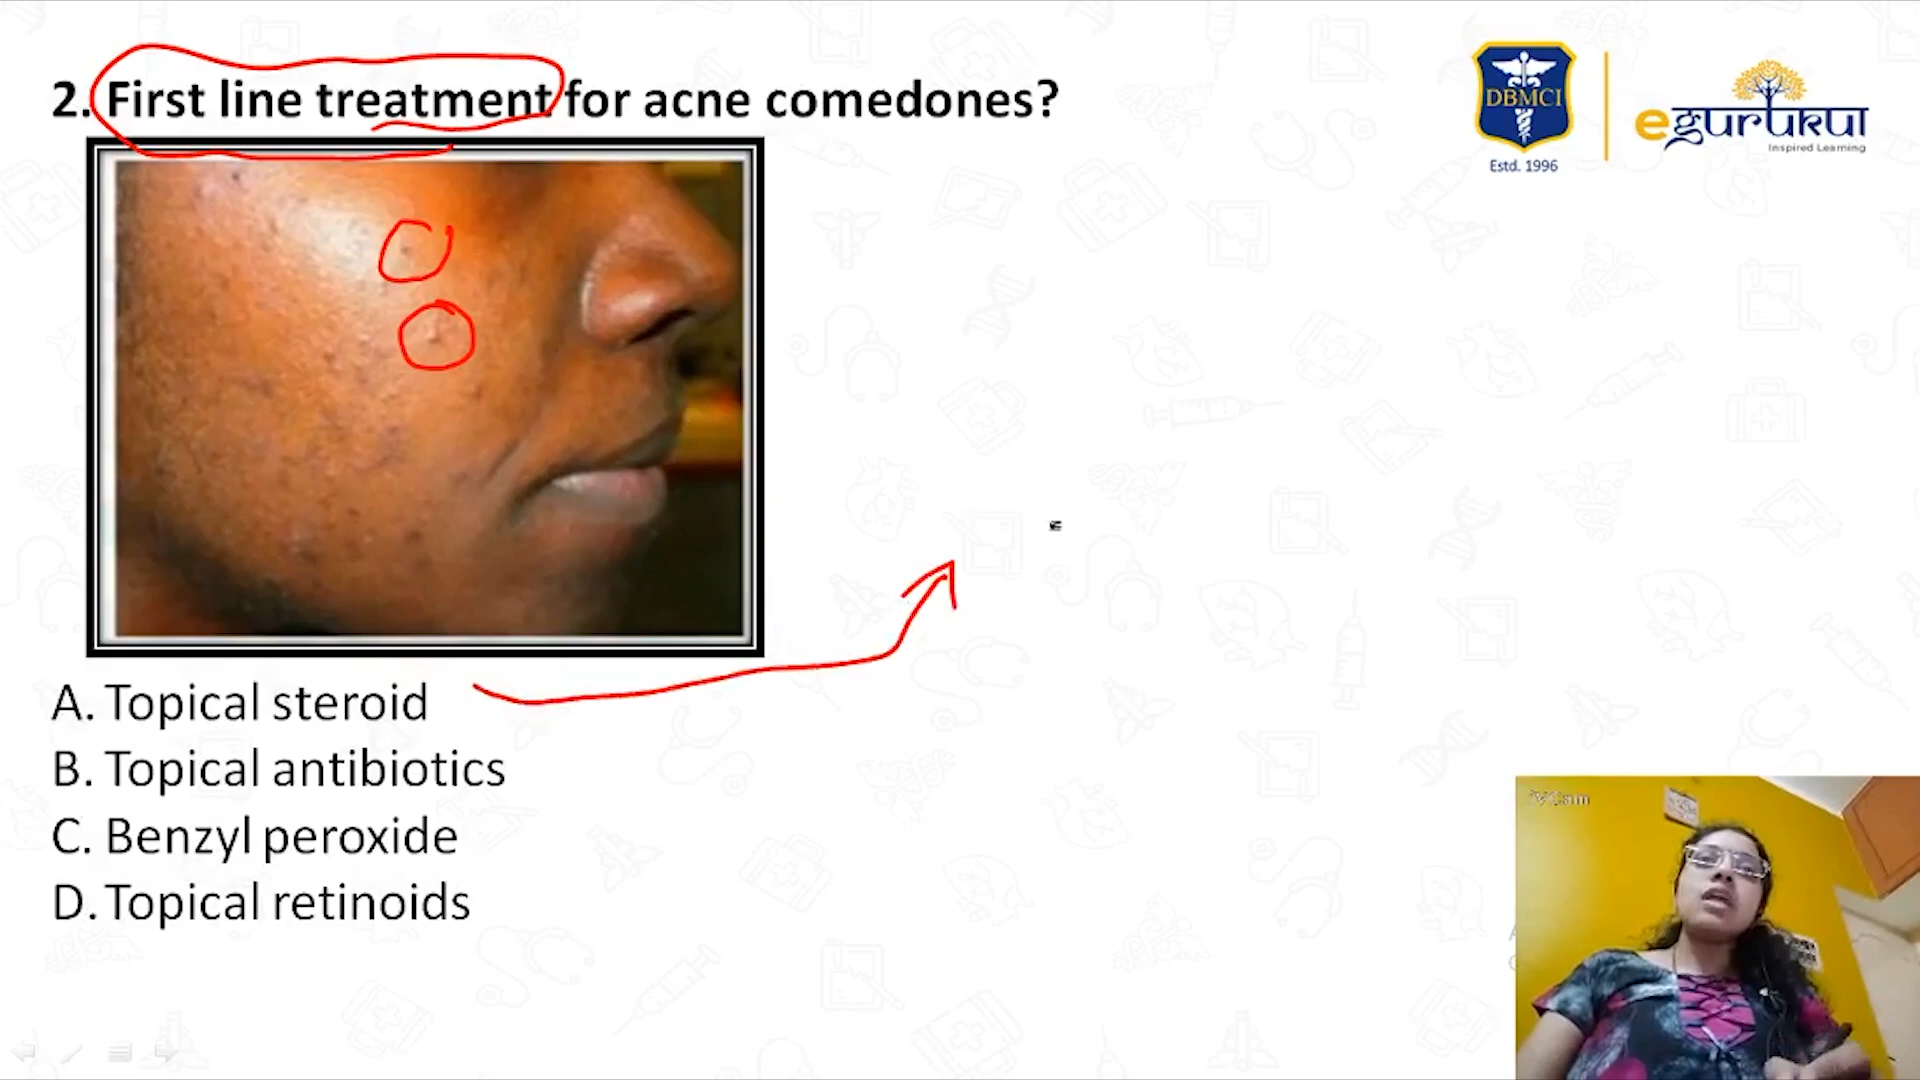 2. First line treatment for acne comedones?
DBMCI
Estd. 1996
egurukul
Inspired Learning
A. Topical steroid
B. Topical antibiotics
C. Benzyl peroxide
D. Topical retinoids